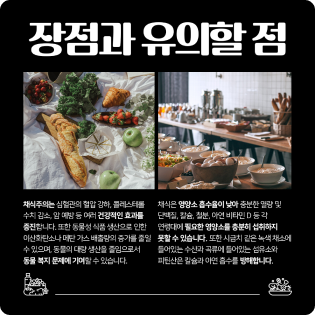 장점과 유의할 점
채식주의는 심혈관의 혈압 강하, 콜레스테롤
수치 감소, 암 예방 등 여러 건강적인 효과를
증진합니다. 또한 동물성 식품 생산으로 인한
이산화탄소나 메탄 가스 배출량의 증가를 줄일
수 있으며, 동물의 대량 생산을 줄임으로서
동물 복지 문제에 기여할 수 있습니다.
채식은 영양소 흡수율이 낮아 충분한 열량 및
단백질, 칼슘, 철분, 아연 비타민 D 등 각
연령대에 필요한 영양소를 충분히 섭취하지
못할 수 있습니다. 또한 시금치 같은 녹색 채소에
들어있는 수산과 곡류에 들어있는 섬유소와
피틴산은 칼슘과 아연 흡수를 방해합니다.